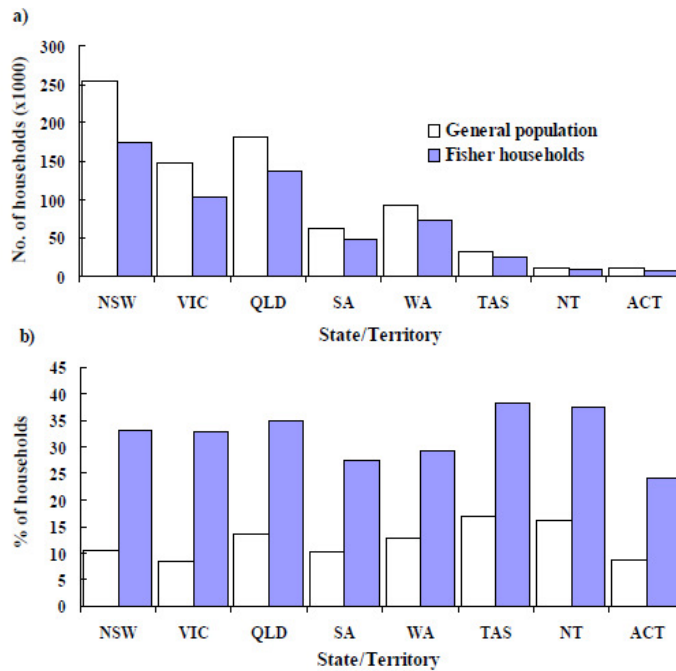 a)
No. of households (x1000)
300
250
200
150
100
50
0
General population
Fisher households
NSW VIC QLD SA WA TAS NT ACT
State/Territory
b)
% of households
45
40
35
30
25
20
15
10
5
0
NSW VIC QLD SA WA TAS NT ACT
State/Territory